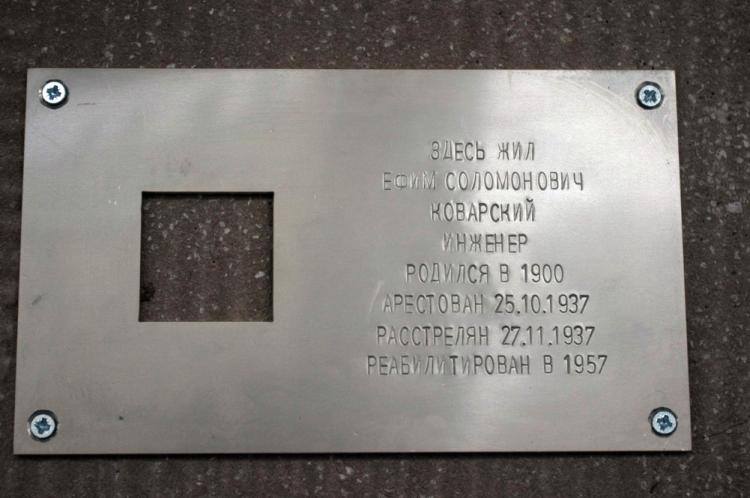 ЗДЕСЬ ЖИЛ
ЕФИМ СОЛОМОНОВИЧ
КОВАРСКИЙ
ИНЖЕНЕР
РОДИЛСЯ В 1900
АРЕСТОВАН 25.10.1937
РАССТРЕЛЯН 27.11.1937
РЕАБИЛИТИРОВАН В 1957